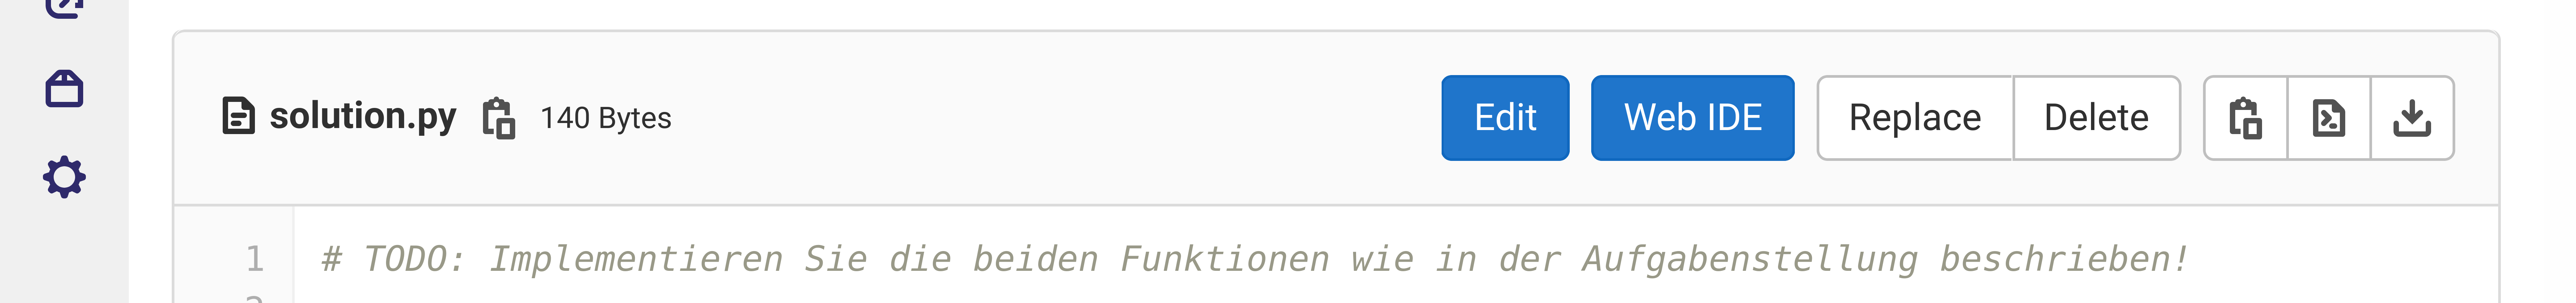 solution.py 140 Bytes Edit Web IDE Replace Delete
1 # TODO: Implementieren Sie die beiden Funktionen wie in der Aufgabenstellung beschrieben!